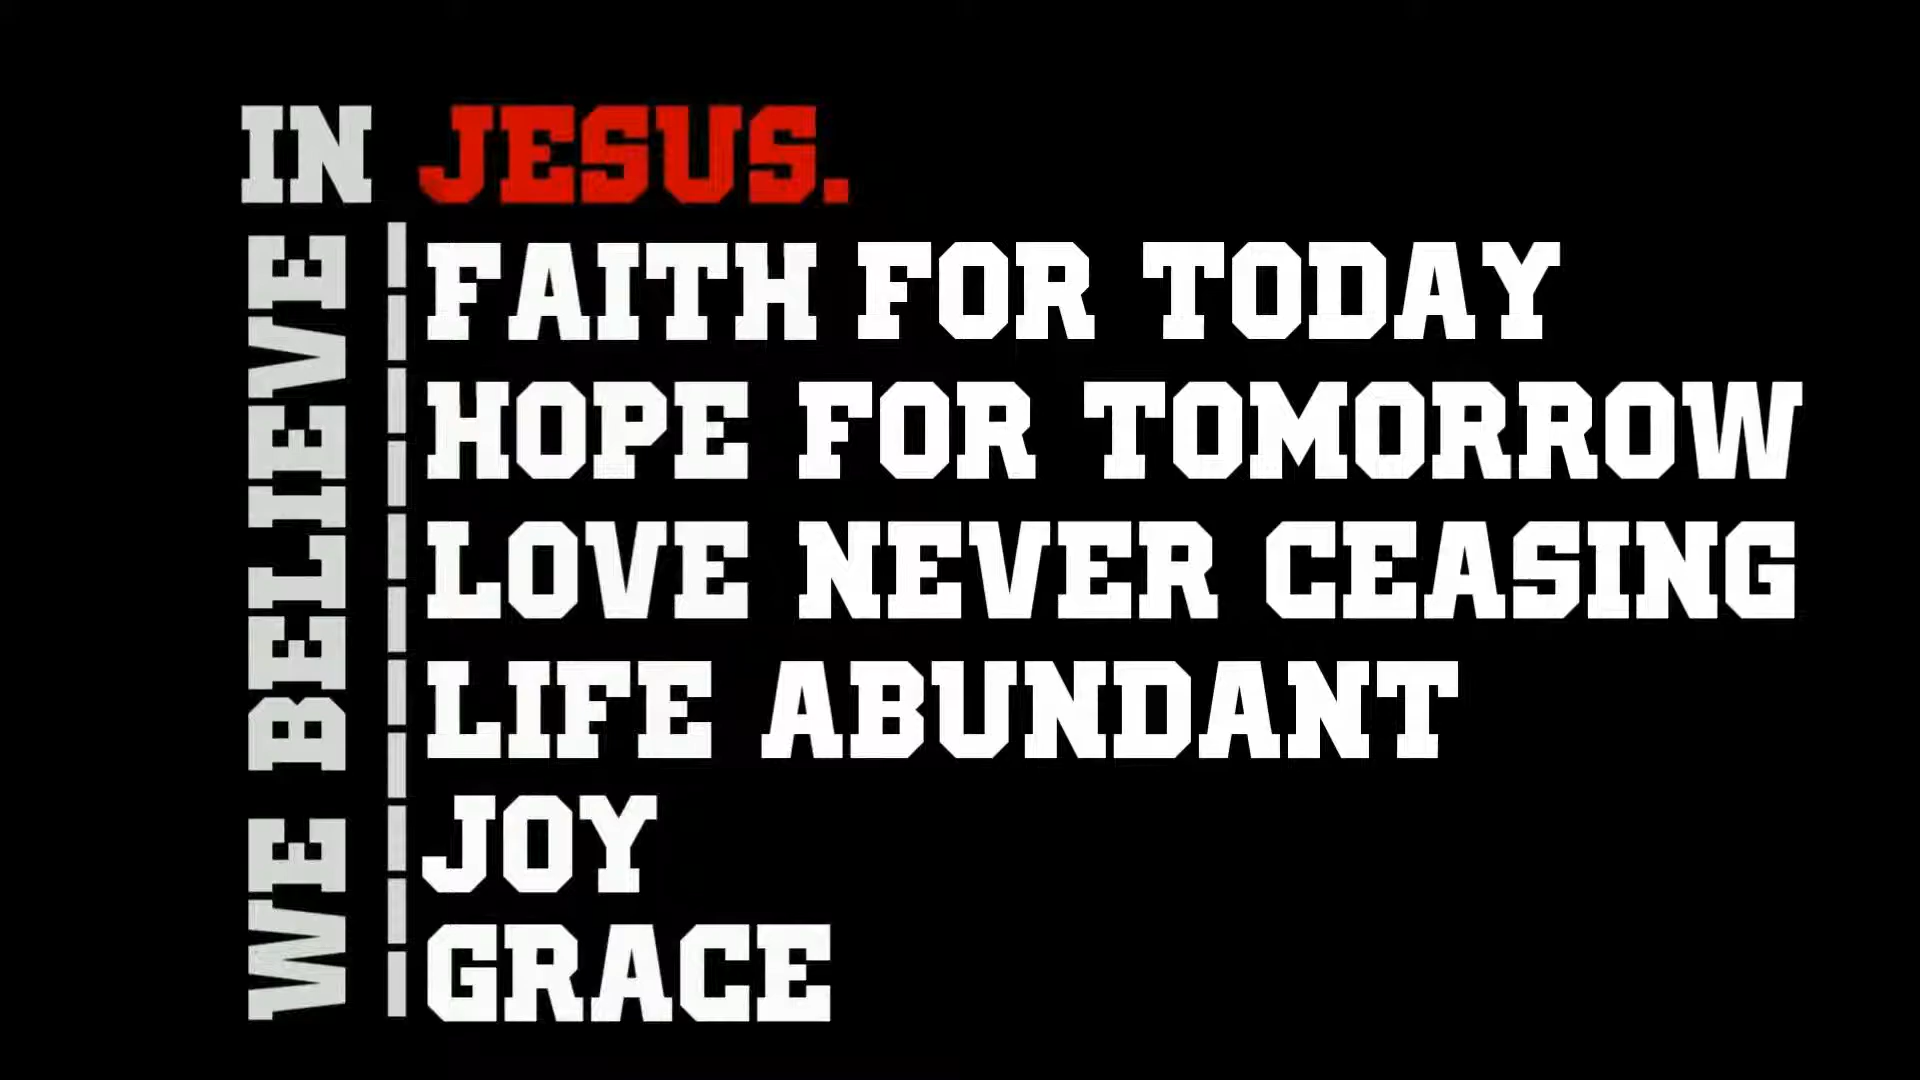 WE BELIEVE
IN JESUS.
FAITH FOR TODAY
HOPE FOR TOMORROW
LOVE NEVER CEASING
LIFE ABUNDANT
JOY
GRACE